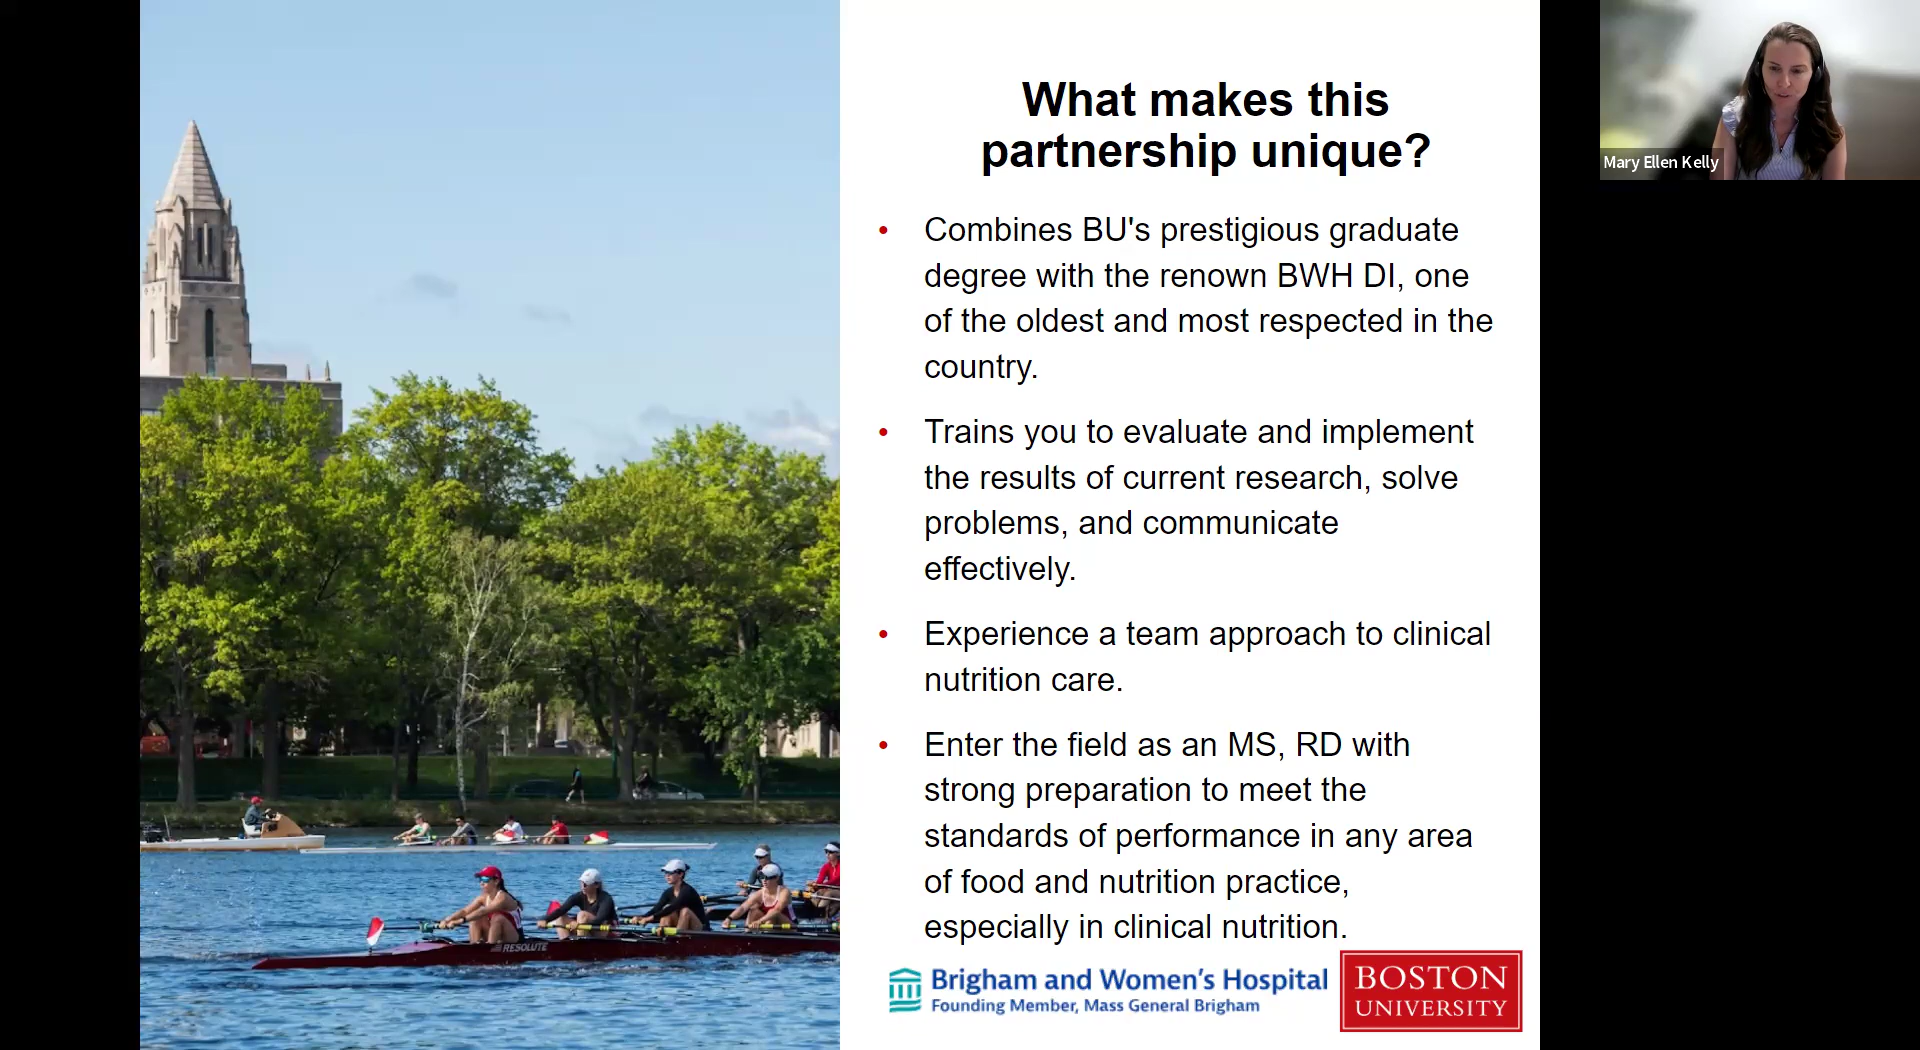 What makes this
partnership unique?
• Combines BU's prestigious graduate
degree with the renown BWH DI, one
of the oldest and most respected in the
country.
• Trains you to evaluate and implement
the results of current research, solve
problems, and communicate
effectively.
• Experience a team approach to clinical
nutrition care.
• Enter the field as an MS, RD with
strong preparation to meet the
standards of performance in any area
of food and nutrition practice,
especially in clinical nutrition.
Brigham and Women's Hospital
Founding Member, Mass General Brigham
BOSTON
UNIVERSITY
RESOLUTE
Mary Ellen Kelly